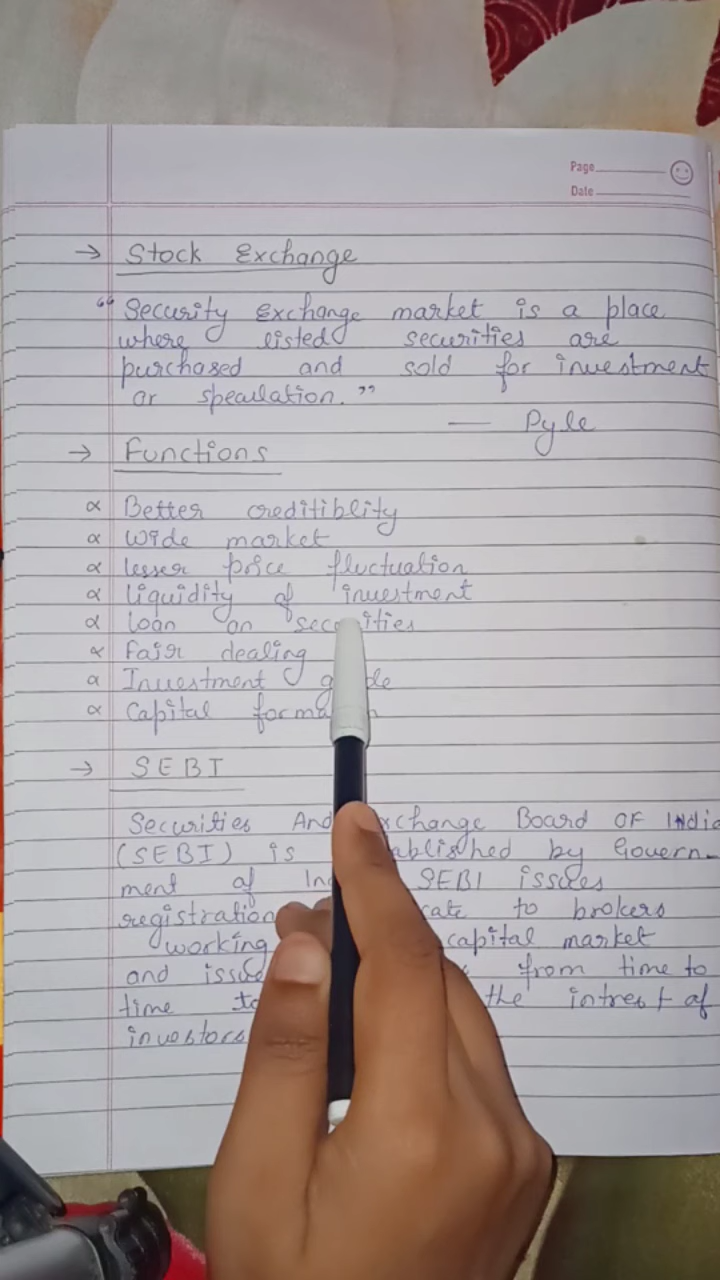 Page
Date
→ Stock Exchange
“ Security Exchange market is a place
where listed securities are
purchased and sold for investment
or speculation. ”
— Pyle
→ Functions
∝ Better creditiblity
∝ Wide market
∝ lesser price fluctuation
∝ liquidity of investment
∝ loan on securities
∝ Fair dealing
∝ Investment
∝ Capital
→ SEBI
Securities And Board OF India
(SEBI) is by Govern-
ment of SEBI issues
registration to brokers
working capital market
and from time to
time the intrest of
investors